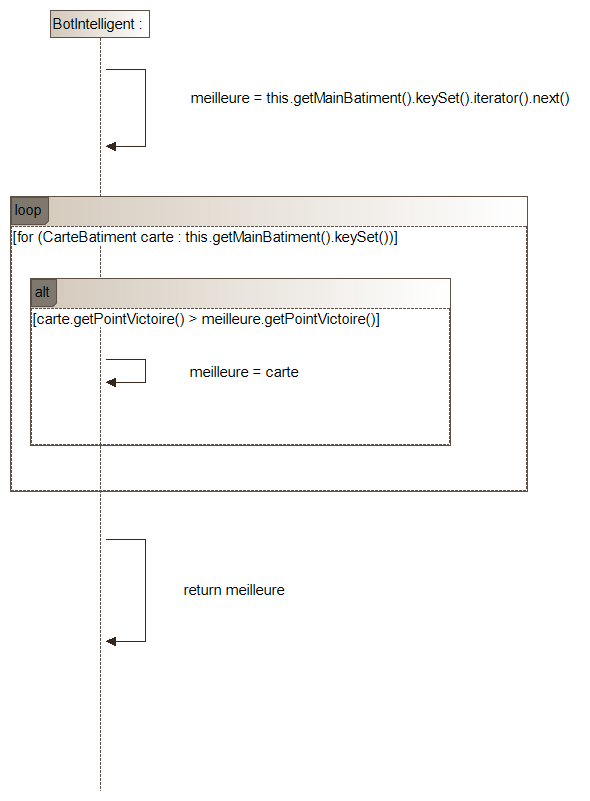 BotIntelligent :
meilleure = this.getMainBatiment().keySet().iterator().next()
loop
[for (CarteBatiment carte : this.getMainBatiment().keySet())]
alt
[carte.getPointVictoire() > meilleure.getPointVictoire()]
meilleure = carte
return meilleure